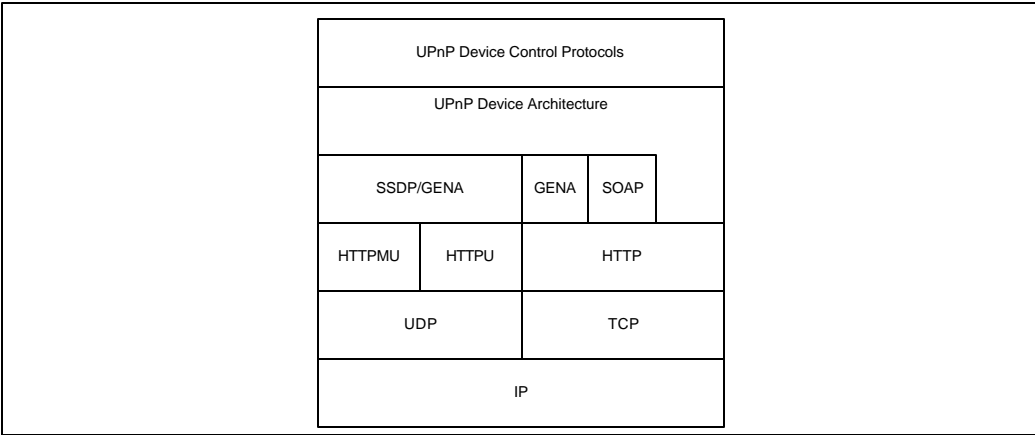 UPnP Device Control Protocols
UPnP Device Architecture
SSDP/GENA
GENA
SOAP
HTTPMU
HTTPU
HTTP
UDP
TCP
IP